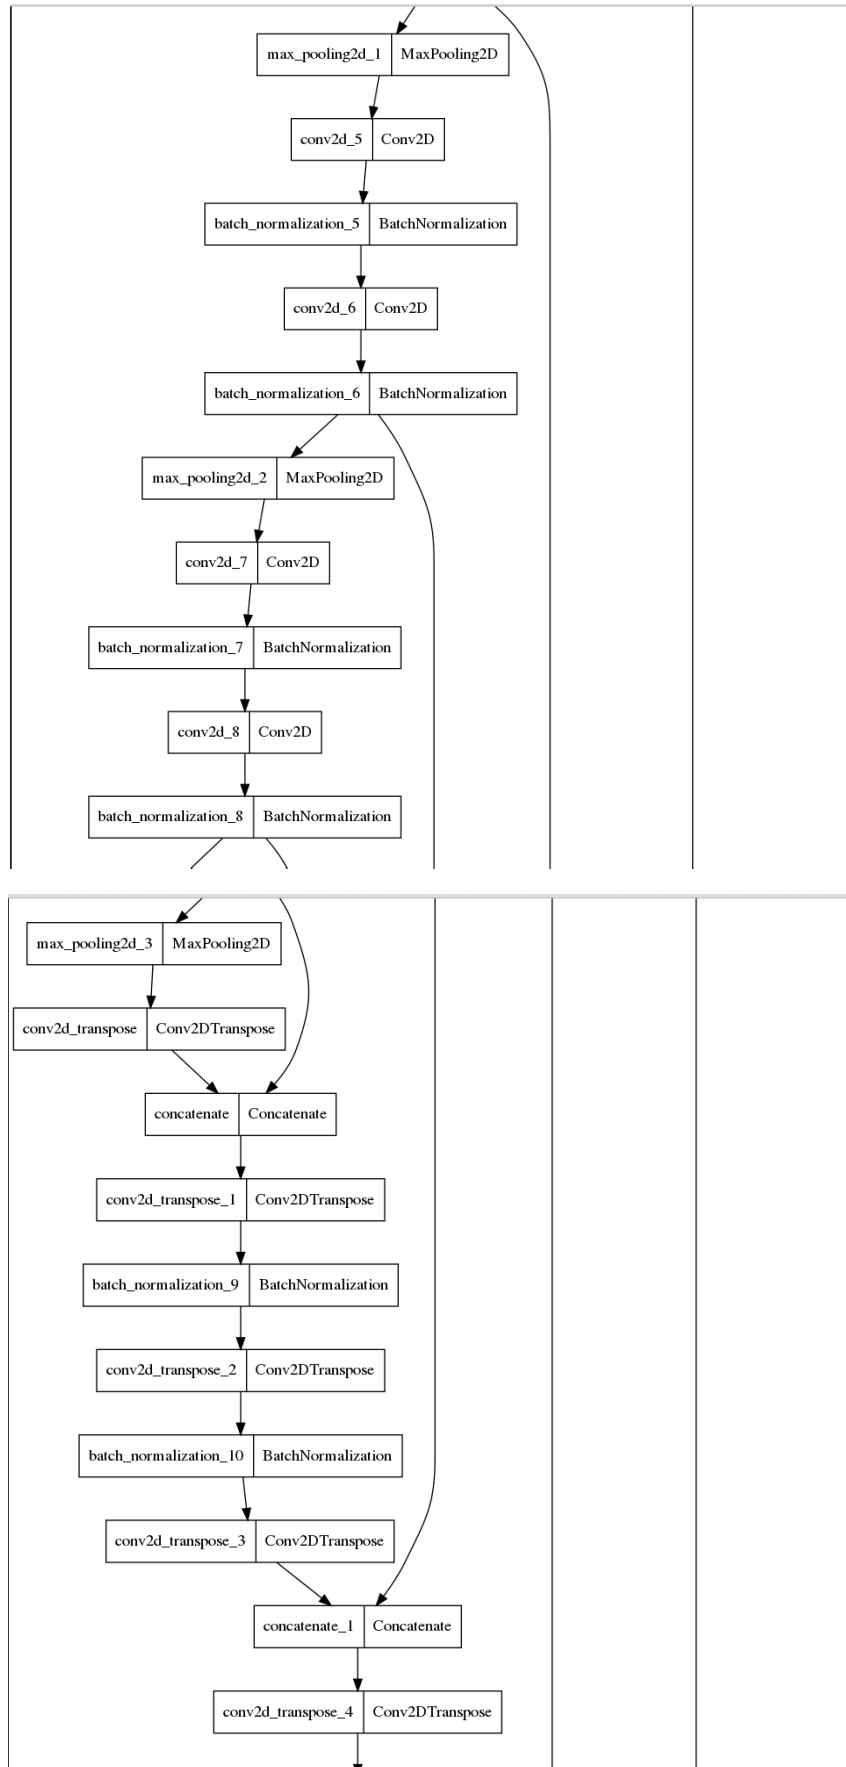 max_pooling2d_1 MaxPooling2D
conv2d_5 Conv2D
batch_normalization_5 BatchNormalization
conv2d_6 Conv2D
batch_normalization_6 BatchNormalization
max_pooling2d_2 MaxPooling2D
conv2d_7 Conv2D
batch_normalization_7 BatchNormalization
conv2d_8 Conv2D
batch_normalization_8 BatchNormalization
max_pooling2d_3 MaxPooling2D
conv2d_transpose Conv2DTranspose
concatenate Concatenate
conv2d_transpose_1 Conv2DTranspose
batch_normalization_9 BatchNormalization
conv2d_transpose_2 Conv2DTranspose
batch_normalization_10 BatchNormalization
conv2d_transpose_3 Conv2DTranspose
concatenate_1 Concatenate
conv2d_transpose_4 Conv2DTranspose